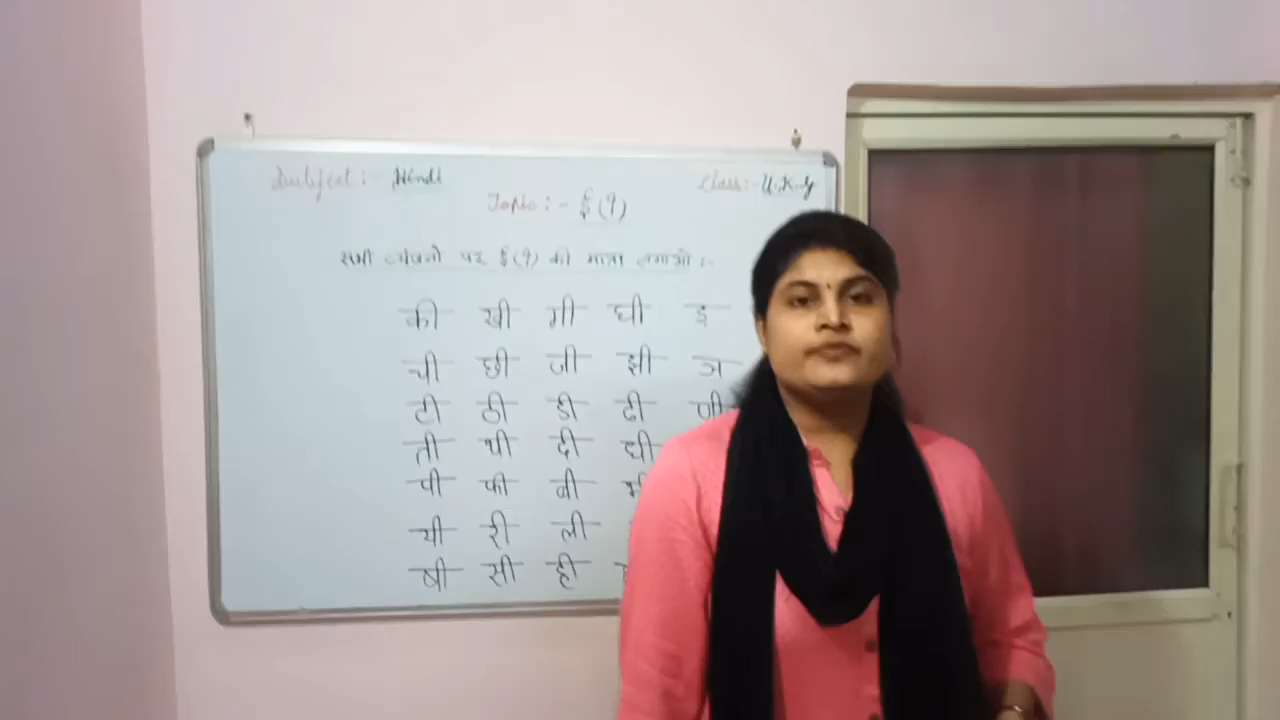 Subject :- Hindi
Class :- U.K.G
Topic :- ई (ी)
सभी व्यंजनो पर ई (ी) की मात्रा लगाओ :-
की खी गी घी ङ
ची छी जी झी ञ
टी ठी डी ढी णी
ती थी दी धी
पी फी बी
यी री ली
षी सी ही